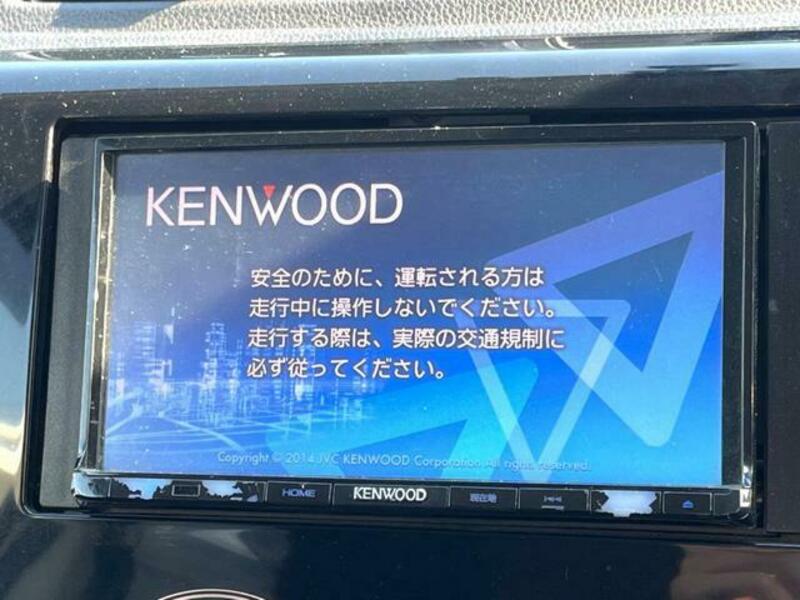 KENWOOD
安全のために、運転される方は
走行中に操作しないでください。
走行する際は、実際の交通規制に
必ず従ってください。
Copyright © 2014 JVC KENWOOD Corporation All rights reserved.
HOME KENWOOD 現在地